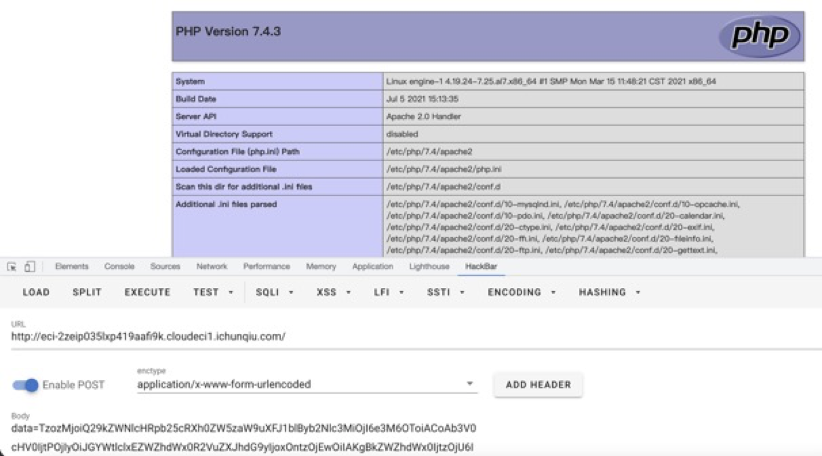 PHP Version 7.4.3
php
System Linux engine-1 4.19.24-7.25.al7.x86_64 #1 SMP Mon Mar 15 11:48:21 CST 2021 x86_64
Build Date Jul 5 2021 15:13:35
Server API Apache 2.0 Handler
Virtual Directory Support disabled
Configuration File (php.ini) Path /etc/php/7.4/apache2
Loaded Configuration File /etc/php/7.4/apache2/php.ini
Scan this dir for additional .ini files /etc/php/7.4/apache2/conf.d
Additional .ini files parsed /etc/php/7.4/apache2/conf.d/10-mysqlnd.ini, /etc/php/7.4/apache2/conf.d/10-opcache.ini,
/etc/php/7.4/apache2/conf.d/10-pdo.ini, /etc/php/7.4/apache2/conf.d/20-calendar.ini,
/etc/php/7.4/apache2/conf.d/20-ctype.ini, /etc/php/7.4/apache2/conf.d/20-exif.ini,
/etc/php/7.4/apache2/conf.d/20-ffi.ini, /etc/php/7.4/apache2/conf.d/20-fileinfo.ini,
/etc/php/7.4/apache2/conf.d/20-ftp.ini, /etc/php/7.4/apache2/conf.d/20-gettext.ini,
Elements Console Sources Network Performance Memory Application Lighthouse HackBar
LOAD SPLIT EXECUTE TEST SQLI XSS LFI SSTI ENCODING HASHING
URL
http://eci-2zeip035lxp419aafi9k.cloudeci1.ichunqiu.com/
enctype
Enable POST application/x-www-form-urlencoded ADD HEADER
Body